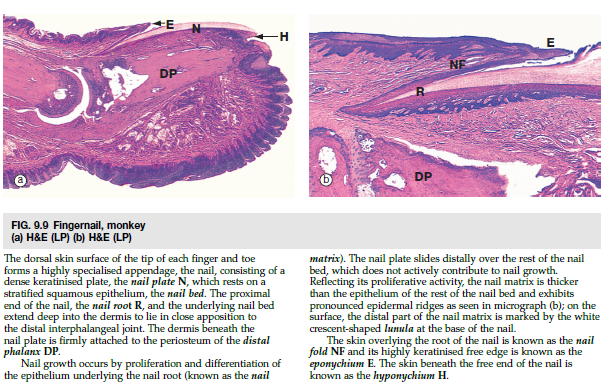 E
N
H
DP
a
E
NF
R
DP
b
FIG. 9.9 Fingernail, monkey
(a) H&E (LP) (b) H&E (LP)
The dorsal skin surface of the tip of each finger and toe
forms a highly specialised appendage, the nail, consisting of
a dense keratinised plate, the nail plate N, which rests on a
stratified squamous epithelium, the nail bed. The proximal
end of the nail, the nail root R, and the underlying nail bed
extend deep into the dermis to lie in close apposition to
the distal interphalangeal joint. The dermis beneath the
nail plate is firmly attached to the periosteum of the distal
phalanx DP.
Nail growth occurs by proliferation and differentiation of
the epithelium underlying the nail root (known as the nail
matrix). The nail plate slides distally over the rest of the nail
bed, which does not actively contribute to nail growth.
Reflecting its proliferative activity, the nail matrix is thicker
than the epithelium of the rest of the nail bed and exhibits
pronounced epidermal ridges as seen in micrograph (b); on the
surface, the distal part of the nail matrix is marked by the white
crescent-shaped lunula at the base of the nail.
The skin overlying the root of the nail is known as the nail
fold NF and its highly keratinised free edge is known as the
eponychium E. The skin beneath the free end of the nail is
known as the hyponychium H.